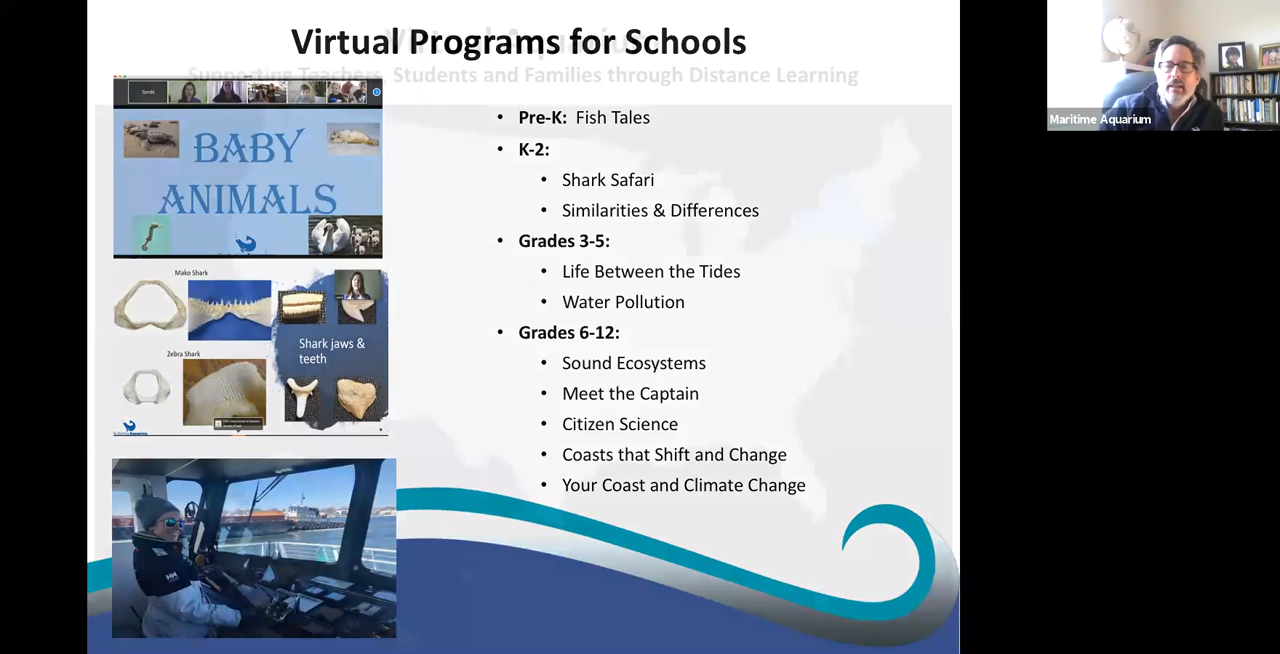 Virtual Programs for Schools
Supporting Teachers, Students and Families through Distance Learning
Maritime Aquarium
BABY
ANIMALS
Mako Shark
Shark jaws &
teeth
Zebra Shark
• Pre-K: Fish Tales
• K-2:
• Shark Safari
• Similarities & Differences
• Grades 3-5:
• Life Between the Tides
• Water Pollution
• Grades 6-12:
• Sound Ecosystems
• Meet the Captain
• Citizen Science
• Coasts that Shift and Change
• Your Coast and Climate Change
HH